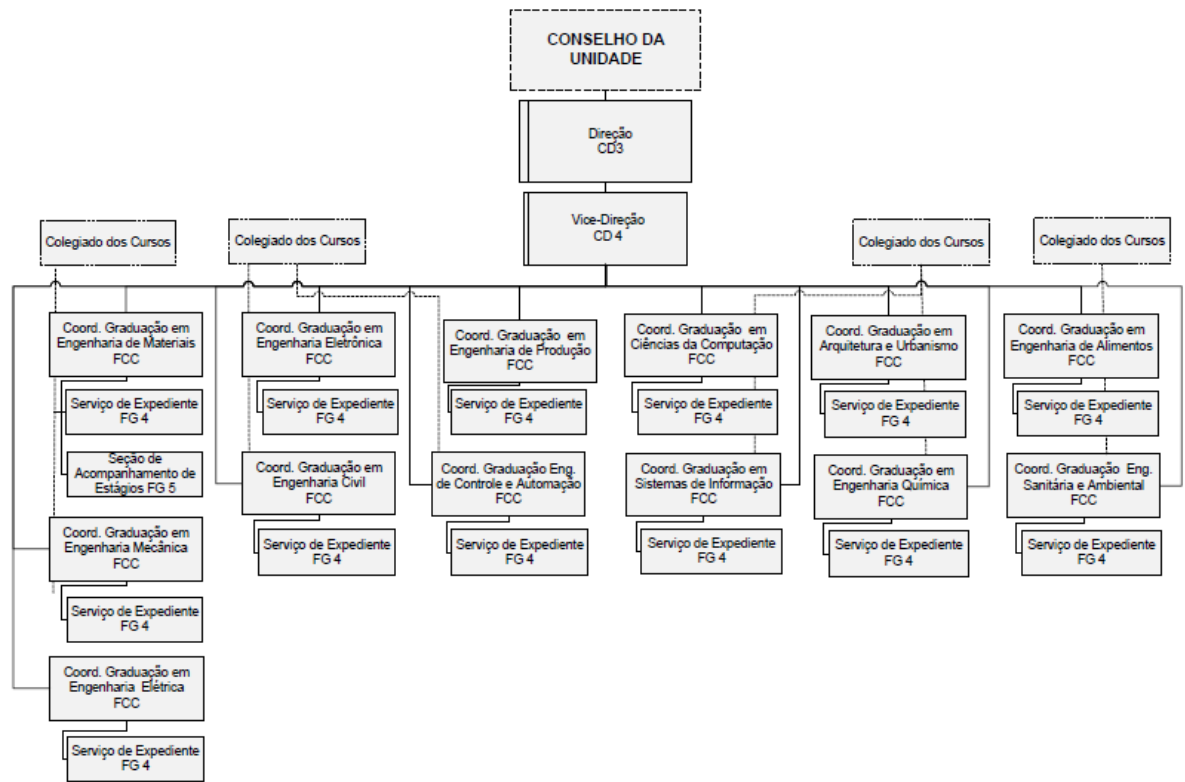 CONSELHO DA
UNIDADE
Direção
CD3
Vice-Direção
CD 4
Colegiado dos Cursos
Colegiado dos Cursos
Colegiado dos Cursos
Colegiado dos Cursos
Coord. Graduação em
Engenharia de Materiais
FCC
Coord. Graduação em
Engenharia Eletrônica
FCC
Coord. Graduação em
Engenharia de Produção
FCC
Coord. Graduação em
Ciências da Computação
FCC
Coord. Graduação em
Arquitetura e Urbanismo
FCC
Coord. Graduação em
Engenharia de Alimentos
FCC
Serviço de Expediente
FG 4
Serviço de Expediente
FG 4
Serviço de Expediente
FG 4
Serviço de Expediente
FG 4
Serviço de Expediente
FG 4
Serviço de Expediente
FG 4
Seção de
Acompanhamento de
Estágios FG 5
Coord. Graduação em
Engenharia Civil
FCC
Coord. Graduação Eng.
de Controle e Automação
FCC
Coord. Graduação em
Sistemas de Informação
FCC
Coord. Graduação em
Engenharia Química
FCC
Coord. Graduação Eng.
Sanitária e Ambiental
FCC
Coord. Graduação em
Engenharia Mecânica
FCC
Serviço de Expediente
FG 4
Serviço de Expediente
FG 4
Serviço de Expediente
FG 4
Serviço de Expediente
FG 4
Serviço de Expediente
FG 4
Serviço de Expediente
FG 4
Coord. Graduação em
Engenharia Elétrica
FCC
Serviço de Expediente
FG 4